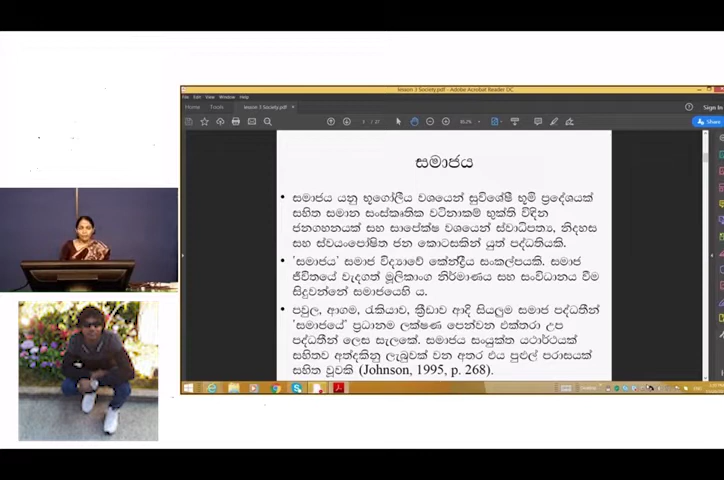 lesson 3 Society.pdf - Adobe Acrobat Reader DC
File Edit View Window Help
Home Tools lesson 3 Society.pdf
Sign In
Share
සමාජය
• සමාජය යනු භූගෝලීය වශයෙන් සුවිශේෂී භූමි ප්‍රදේශයක්
සහිත සමාන සංස්කෘතික වටිනාකම් භුක්ති විඳින
ජනගහනයක් සහ සාපේක්ෂ වශයෙන් ස්වාධිපත්‍ය, නිදහස්
සහ ස්වයංපෝෂිත ජන කොටසකින් යුත් පද්ධතියකි.
• ‘සමාජය’ සමාජ විද්‍යාවේ කේන්ද්‍රීය සංකල්පයකි. සමාජ
ජීවිතයේ වැදගත් මූලිකාංග නිර්මාණය සහ සංවිධානය වීම
සිදුවන්නේ සමාජයෙහි ය.
• පවුල, ආගම, රැකියාව, ක්‍රීඩාව ආදි සියලුම සමාජ පද්ධතීන්
‘සමාජයේ’ ප්‍රධානම ලක්ෂණ පෙන්වන එක්තරා උප
පද්ධතීන් ලෙස සැලකේ. සමාජය සංයුක්ත යථාර්ථයක්
සහිතව අත්දකිනු ලැබුවක් වන අතර එය පුළුල් පරාසයක්
සහිත වූවකි (Johnson, 1995, p. 268).